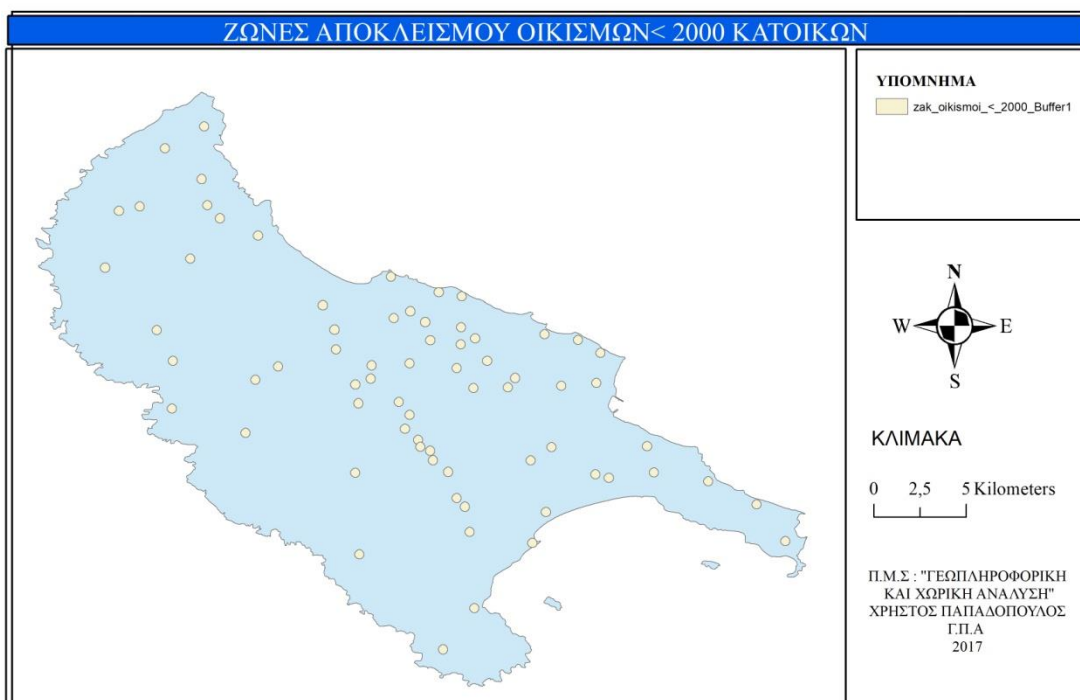 ΖΩΝΕΣ ΑΠΟΚΛΕΙΣΜΟΥ ΟΙΚΙΣΜΩΝ< 2000 ΚΑΤΟΙΚΩΝ
ΥΠΟΜΝΗΜΑ
zak_oikismoi_<_2000_Buffer1
N
W E
S
ΚΛΙΜΑΚΑ
0 2,5 5 Kilometers
Π.Μ.Σ : "ΓΕΩΠΛΗΡΟΦΟΡΙΚΗ
ΚΑΙ ΧΩΡΙΚΗ ΑΝΑΛΥΣΗ"
ΧΡΗΣΤΟΣ ΠΑΠΑΔΟΠΟΥΛΟΣ
Γ.Π.Α
2017